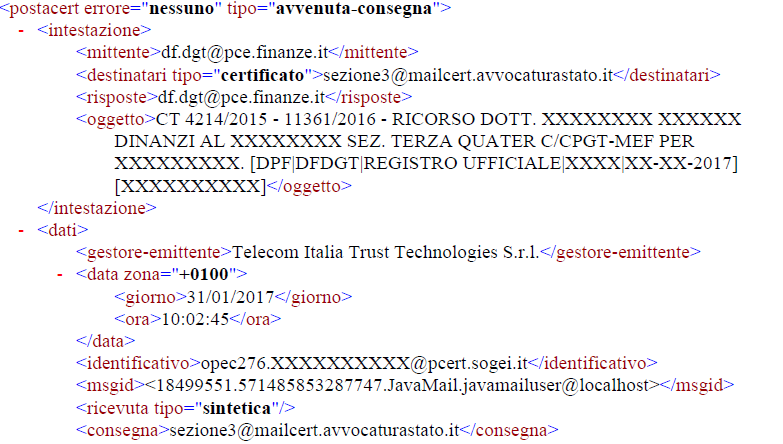 <postacert errore="nessuno" tipo="avvenuta-consegna">
- <intestazione>
<mittente>df.dgt@pce.finanze.it</mittente>
<destinatari tipo="certificato">sezione3@mailcert.avvocaturastato.it</destinatari>
<risposte>df.dgt@pce.finanze.it</risposte>
<oggetto>CT 4214/2015 - 11361/2016 - RICORSO DOTT. XXXXXXXX XXXXXX
DINANZI AL XXXXXXXX SEZ. TERZA QUATER C/CPGT-MEF PER
XXXXXXXXX. [DPF|DFDGT|REGISTRO UFFICIALE|XXXX|XX-XX-2017]
[XXXXXXXXXX]</oggetto>
</intestazione>
- <dati>
<gestore-emittente>Telecom Italia Trust Technologies S.r.l.</gestore-emittente>
- <data zona="+0100">
<giorno>31/01/2017</giorno>
<ora>10:02:45</ora>
</data>
<identificativo>opec276.XXXXXXXXXX@pcert.sogei.it</identificativo>
<msgid><18499551.571485853287747.JavaMail.javamailuser@localhost></msgid>
<ricevuta tipo="sintetica"/>
<consegna>sezione3@mailcert.avvocaturastato.it</consegna>